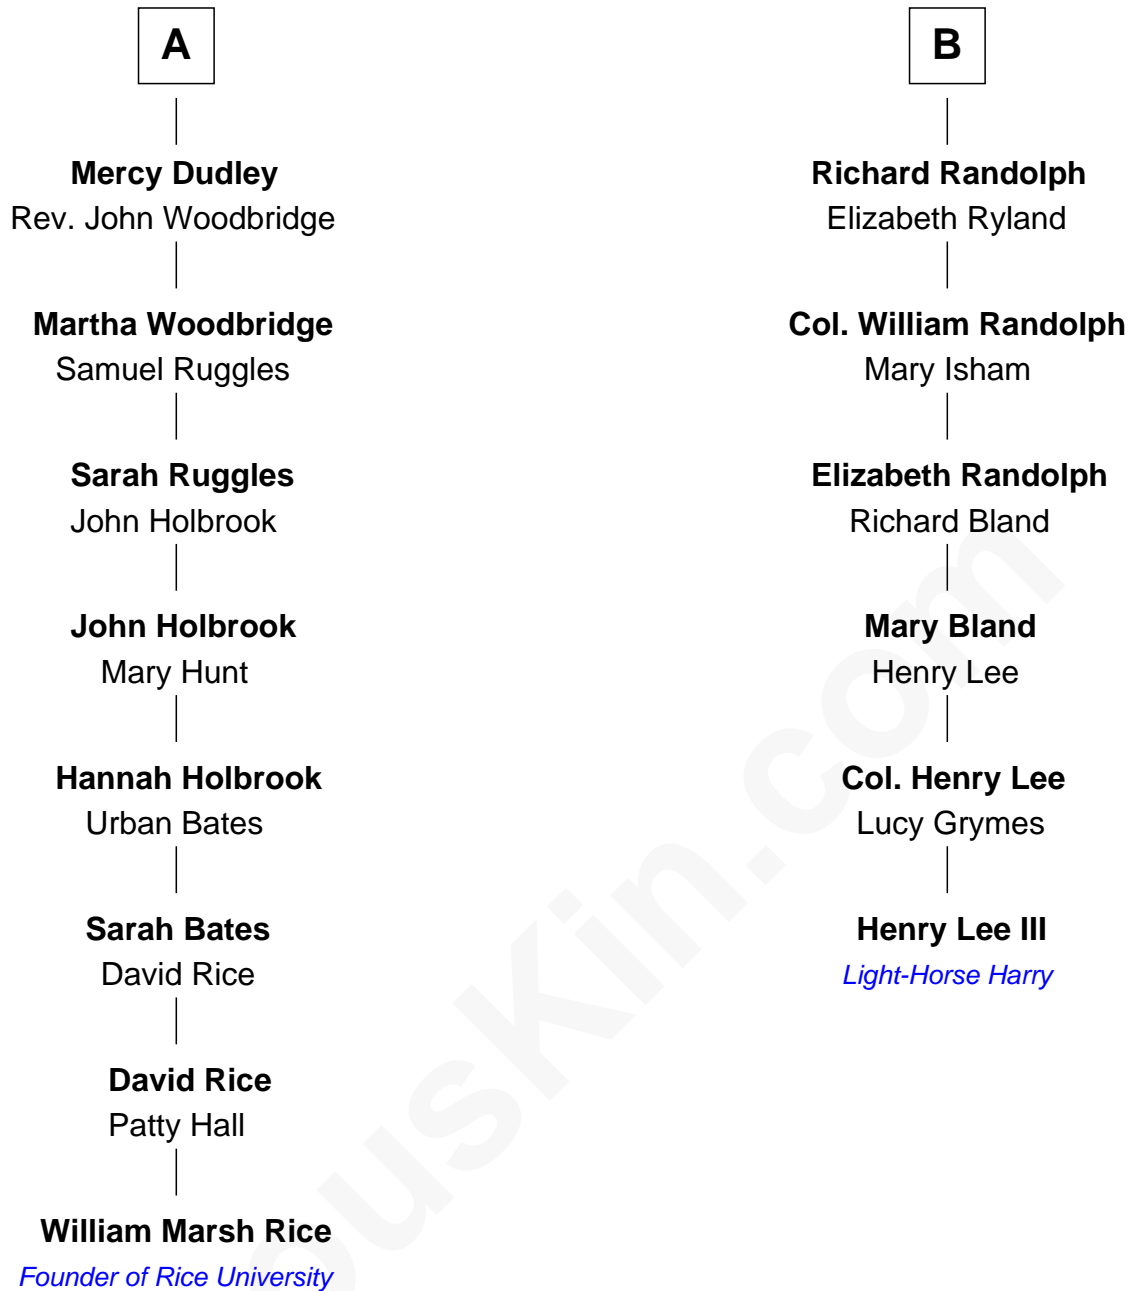 A
Mercy Dudley
Rev. John Woodbridge
Martha Woodbridge
Samuel Ruggles
Sarah Ruggles
John Holbrook
John Holbrook
Mary Hunt
Hannah Holbrook
Urban Bates
Sarah Bates
David Rice
David Rice
Patty Hall
William Marsh Rice
Founder of Rice University
B
Richard Randolph
Elizabeth Ryland
Col. William Randolph
Mary Isham
Elizabeth Randolph
Richard Bland
Mary Bland
Henry Lee
Col. Henry Lee
Lucy Grymes
Henry Lee III
Light-Horse Harry
ousKin.com